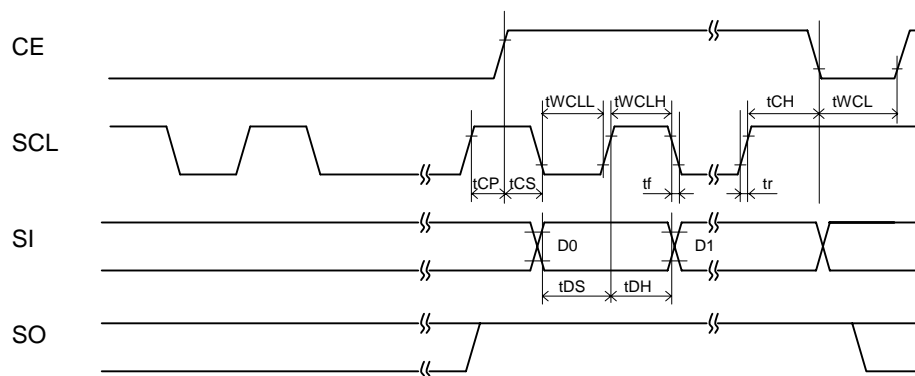 CE
tWCLL tWCLH tCH tWCL
SCL
tCP tCS tf tr
SI
D0 D1
tDS tDH
SO